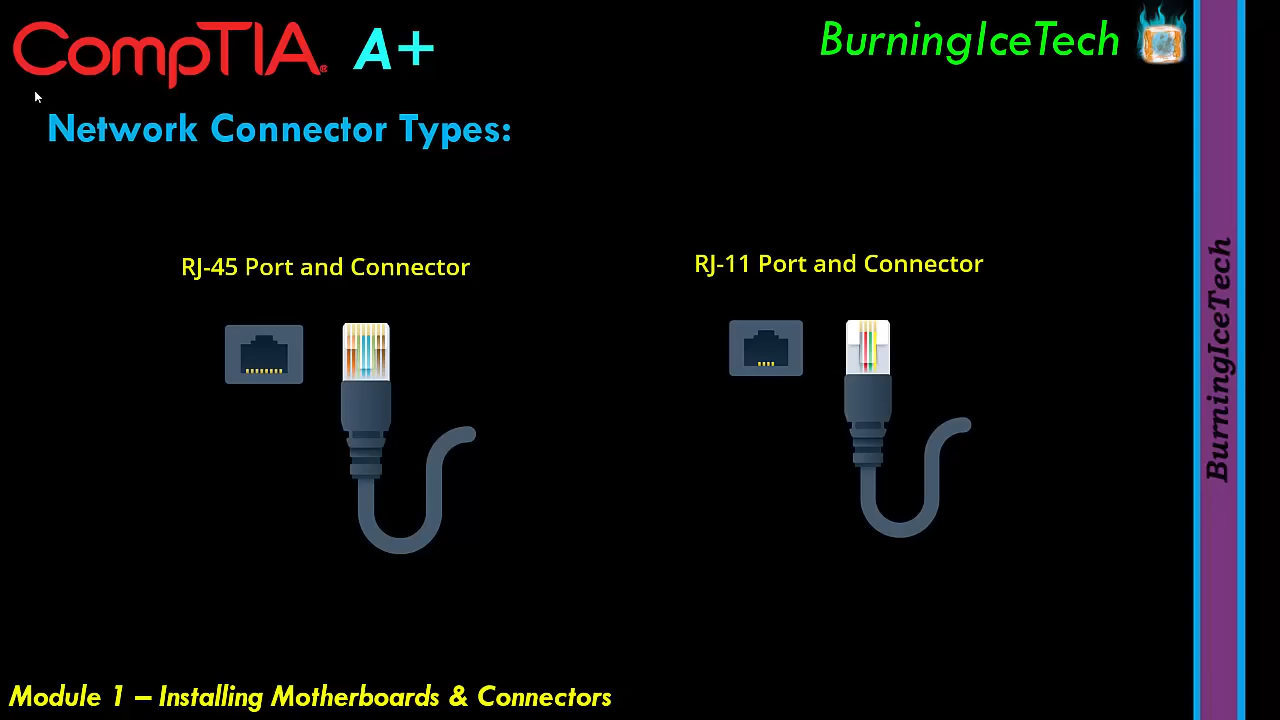 CompTIA® A+
BurningIceTech
Network Connector Types:
RJ-45 Port and Connector
RJ-11 Port and Connector
BurningIceTech
Module 1 – Installing Motherboards & Connectors